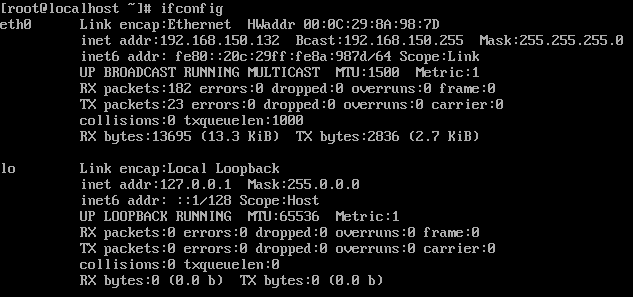 [root@localhost ~]# ifconfig
eth0      Link encap:Ethernet  HWaddr 00:0C:29:8A:98:7D
          inet addr:192.168.150.132  Bcast:192.168.150.255  Mask:255.255.255.0
          inet6 addr: fe80::20c:29ff:fe8a:987d/64 Scope:Link
          UP BROADCAST RUNNING MULTICAST  MTU:1500  Metric:1
          RX packets:182 errors:0 dropped:0 overruns:0 frame:0
          TX packets:23 errors:0 dropped:0 overruns:0 carrier:0
          collisions:0 txqueuelen:1000
          RX bytes:13695 (13.3 KiB)  TX bytes:2836 (2.7 KiB)

lo        Link encap:Local Loopback
          inet addr:127.0.0.1  Mask:255.0.0.0
          inet6 addr: ::1/128 Scope:Host
          UP LOOPBACK RUNNING  MTU:65536  Metric:1
          RX packets:0 errors:0 dropped:0 overruns:0 frame:0
          TX packets:0 errors:0 dropped:0 overruns:0 carrier:0
          collisions:0 txqueuelen:0
          RX bytes:0 (0.0 b)  TX bytes:0 (0.0 b)